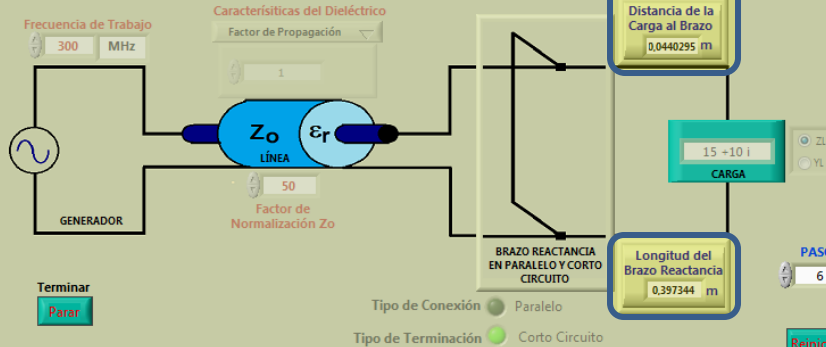 Caracterísiticas del Dieléctrico
Frecuencia de Trabajo
300 MHz
Factor de Propagación
1
Distancia de la
Carga al Brazo
0,0440295 m
Zo
εr
LÍNEA
50
Factor de
Normalización Zo
GENERADOR
15 +10 i
CARGA
ZL
YL
BRAZO REACTANCIA
EN PARALELO Y CORTO
CIRCUITO
Longitud del
Brazo Reactancia
0,397344 m
6
Terminar
Parar
Tipo de Conexión Paralelo
Tipo de Terminación Corto Circuito